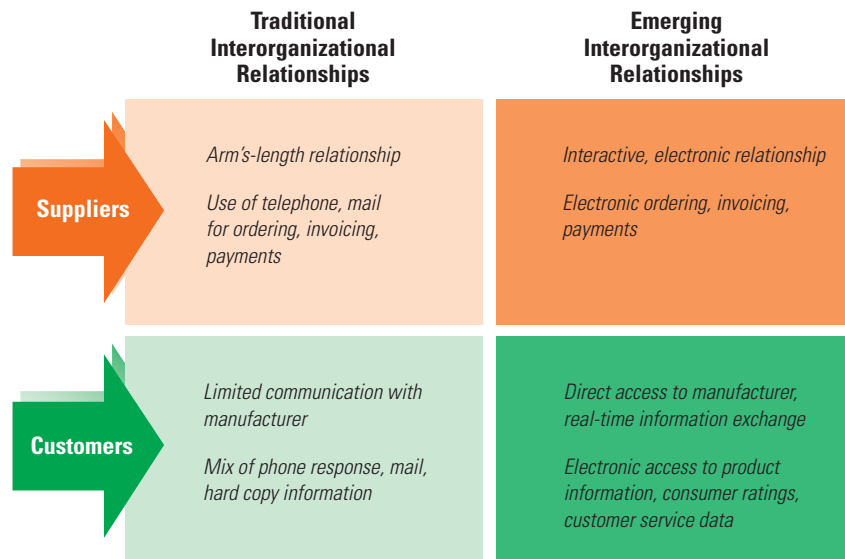 Traditional
Interorganizational
Relationships
Emerging
Interorganizational
Relationships
Suppliers
Arm's-length relationship
Use of telephone, mail
for ordering, invoicing,
payments
Interactive, electronic relationship
Electronic ordering, invoicing,
payments
Customers
Limited communication with
manufacturer
Mix of phone response, mail,
hard copy information
Direct access to manufacturer,
real-time information exchange
Electronic access to product
information, consumer ratings,
customer service data